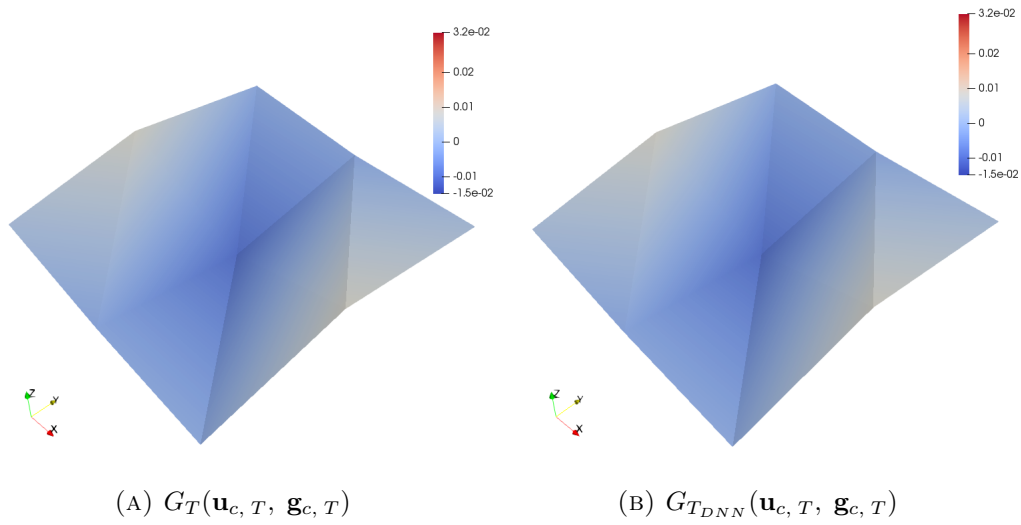 3.2e-02
0.02
0.01
0
-0.01
-1.5e-02
3.2e-02
0.02
0.01
0
-0.01
-1.5e-02
Z
Y
X
Z
Y
X
(A) G_T(u_{c, T}, g_{c, T})
(B) G_{T_{DNN}}(u_{c, T}, g_{c, T})